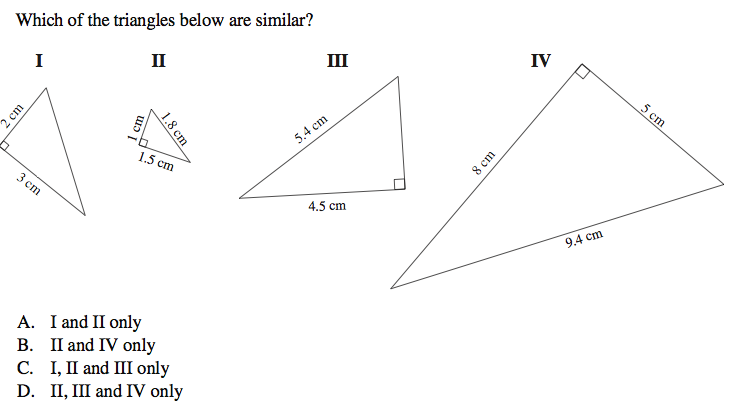 Which of the triangles below are similar?
I II III IV
2 cm
3 cm
1 cm
1.8 cm
1.5 cm
5.4 cm
4.5 cm
8 cm
5 cm
9.4 cm
A. I and II only
B. II and IV only
C. I, II and III only
D. II, III and IV only